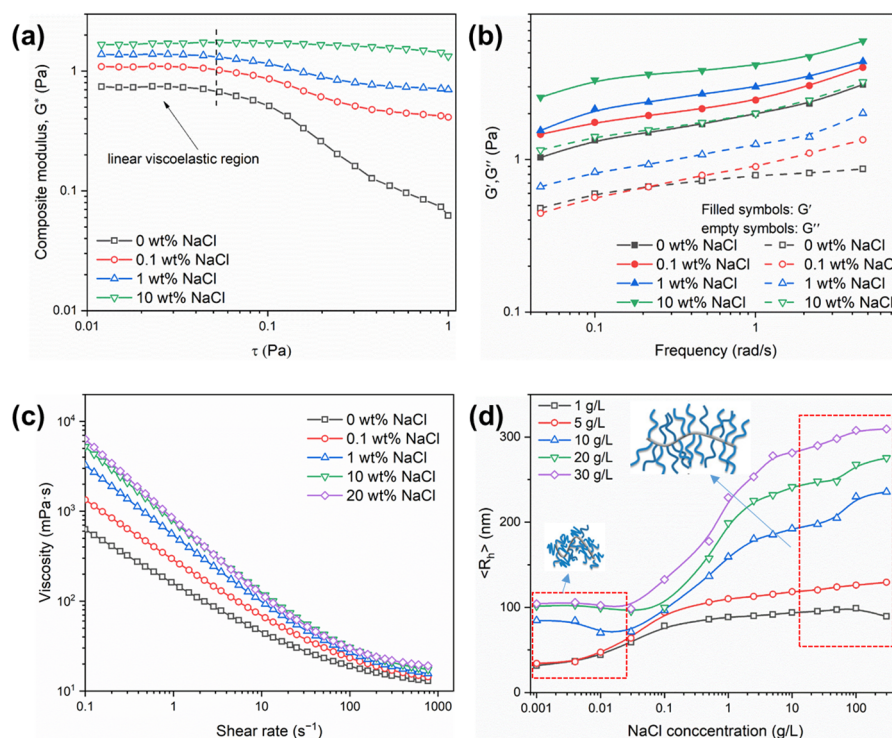 (a)
Composite modulus, G* (Pa)
1
0.1
0.01
linear viscoelastic region
0 wt% NaCl
0.1 wt% NaCl
1 wt% NaCl
10 wt% NaCl
0.01
0.1
1
τ (Pa)
(b)
G′,G′′ (Pa)
1
0.1
Filled symbols: G′
empty symbols: G′′
0 wt% NaCl 0 wt% NaCl
0.1 wt% NaCl 0.1 wt% NaCl
1 wt% NaCl 1 wt% NaCl
10 wt% NaCl 10 wt% NaCl
0.1
1
Frequency (rad/s)
(c)
Viscosity (mPa·s)
10⁴
10³
10²
10¹
0 wt% NaCl
0.1 wt% NaCl
1 wt% NaCl
10 wt% NaCl
20 wt% NaCl
0.1
1
10
100
1000
Shear rate (s⁻¹)
(d)
<R_h> (nm)
300
200
100
0
1 g/L
5 g/L
10 g/L
20 g/L
30 g/L
0.001
0.01
0.1
1
10
100
NaCl conccentration (g/L)